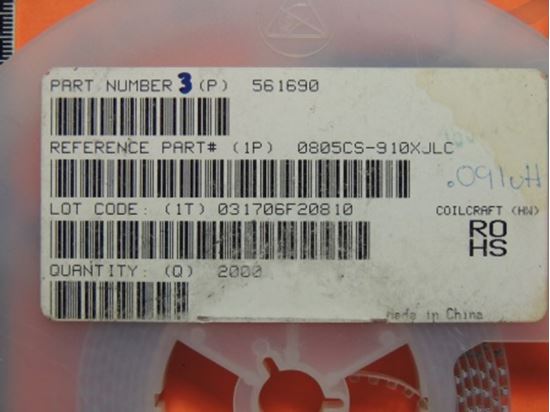 PART NUMBER 3 (P) 561690
REFERENCE PART# (1P) 0805CS-910XJLC
.091uH
LOT CODE: (1T) 031706F20810
COILCRAFT (HW)
RO
HS
QUANTITY: (Q) 2000
made in China